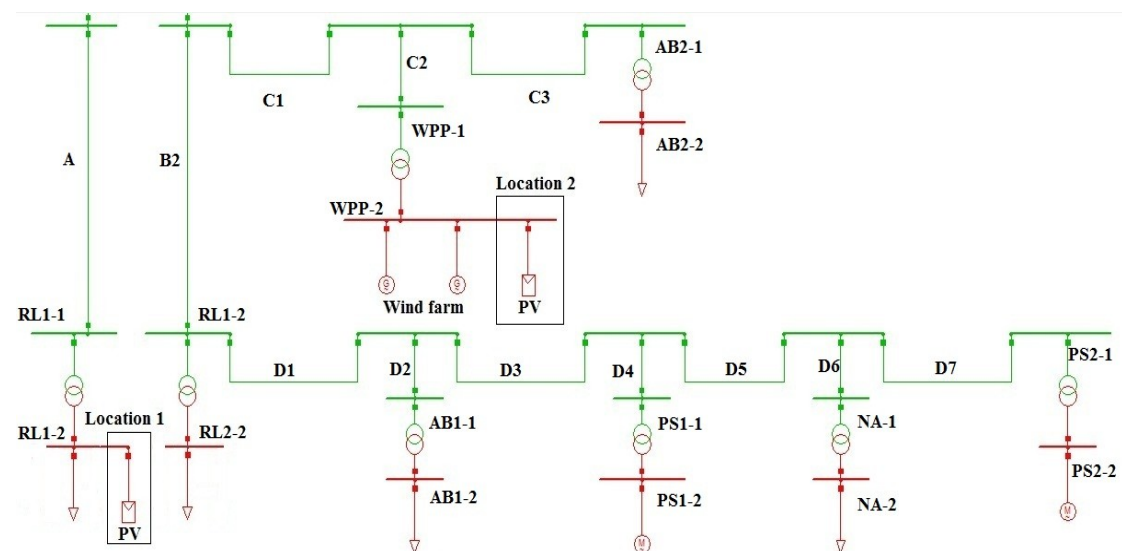 AB2-1
C2
C1
C3
WPP-1
A
B2
AB2-2
Location 2
WPP-2
G
G
Wind farm
PV
RL1-1
RL1-2
D1
D2
D3
D4
D5
D6
D7
PS2-1
Location 1
AB1-1
PS1-1
NA-1
RL1-2
RL2-2
PS2-2
AB1-2
PS1-2
NA-2
PV
M
M